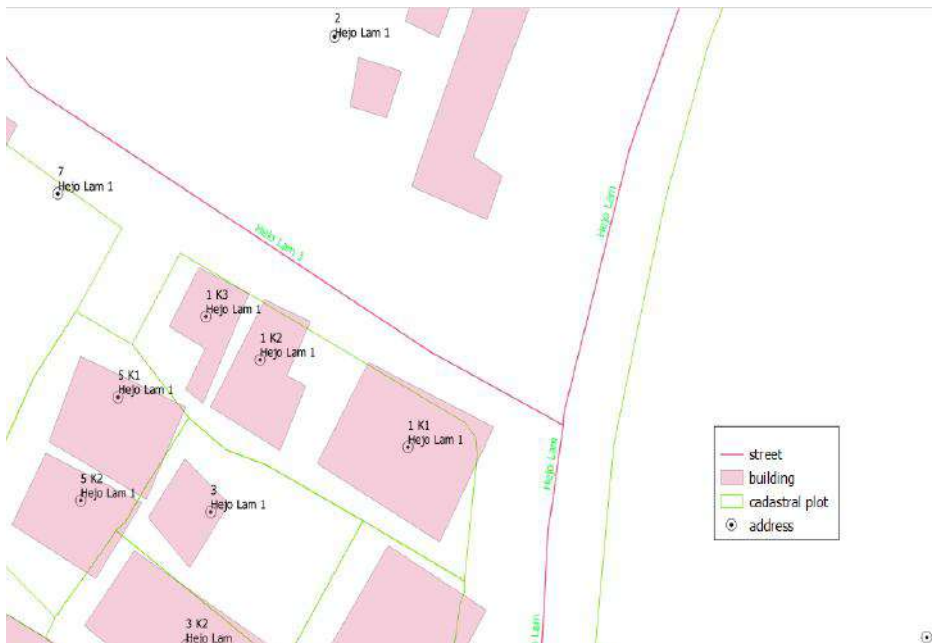 2
Hejo Lam 1
7
Hejo Lam 1
Hejo Lam 1
Hejo Lam
1 K3
Hejo Lam 1
1 K2
Hejo Lam 1
5 K1
Hejo Lam 1
1 K1
Hejo Lam 1
Hejo Lam
5 K2
Hejo Lam 1
3
Hejo Lam 1
3 K2
Hejo Lam
Lam
street
building
cadastral plot
address